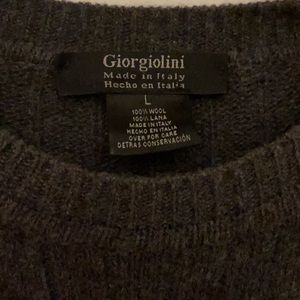 Giorgiolini
Made in Italy
Hecho en Italia
L
100% WOOL
100% LANA
MADE IN ITALY
HECHO EN ITALIA
OVER FOR CARE
DETRAS CONSERVACIÓN